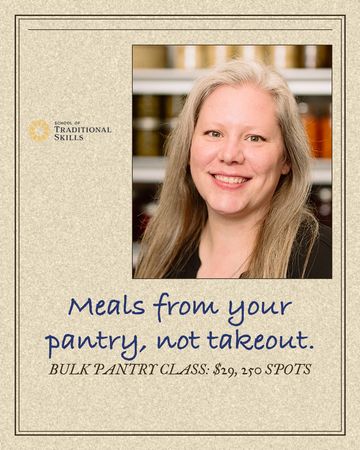 SCHOOL OF
TRADITIONAL
SKILLS
Meals from your
pantry, not takeout.
BULK PANTRY CLASS: $29, 250 SPOTS